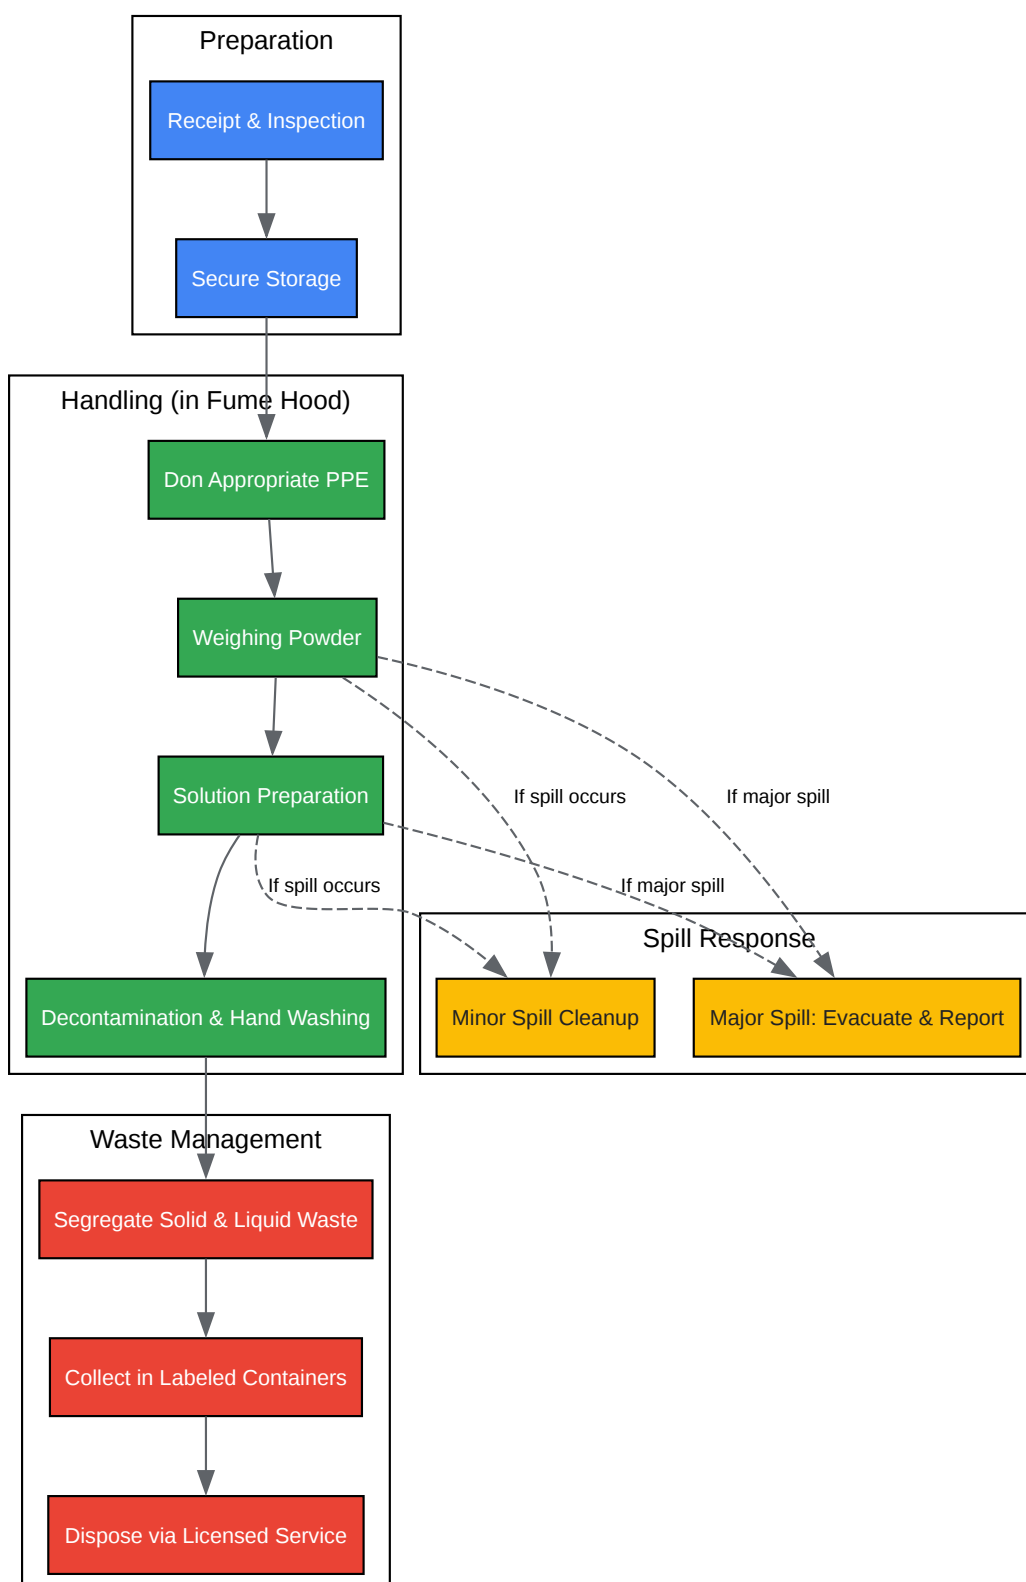 Preparation
Receipt & Inspection
Secure Storage
Handling (in Fume Hood)
Don Appropriate PPE
Weighing Powder
Solution Preparation
If spill occurs
If major spill
If spill occurs
If major spill
Spill Response
Decontamination & Hand Washing
Minor Spill Cleanup
Major Spill: Evacuate & Report
Waste Management
Segregate Solid & Liquid Waste
Collect in Labeled Containers
Dispose via Licensed Service